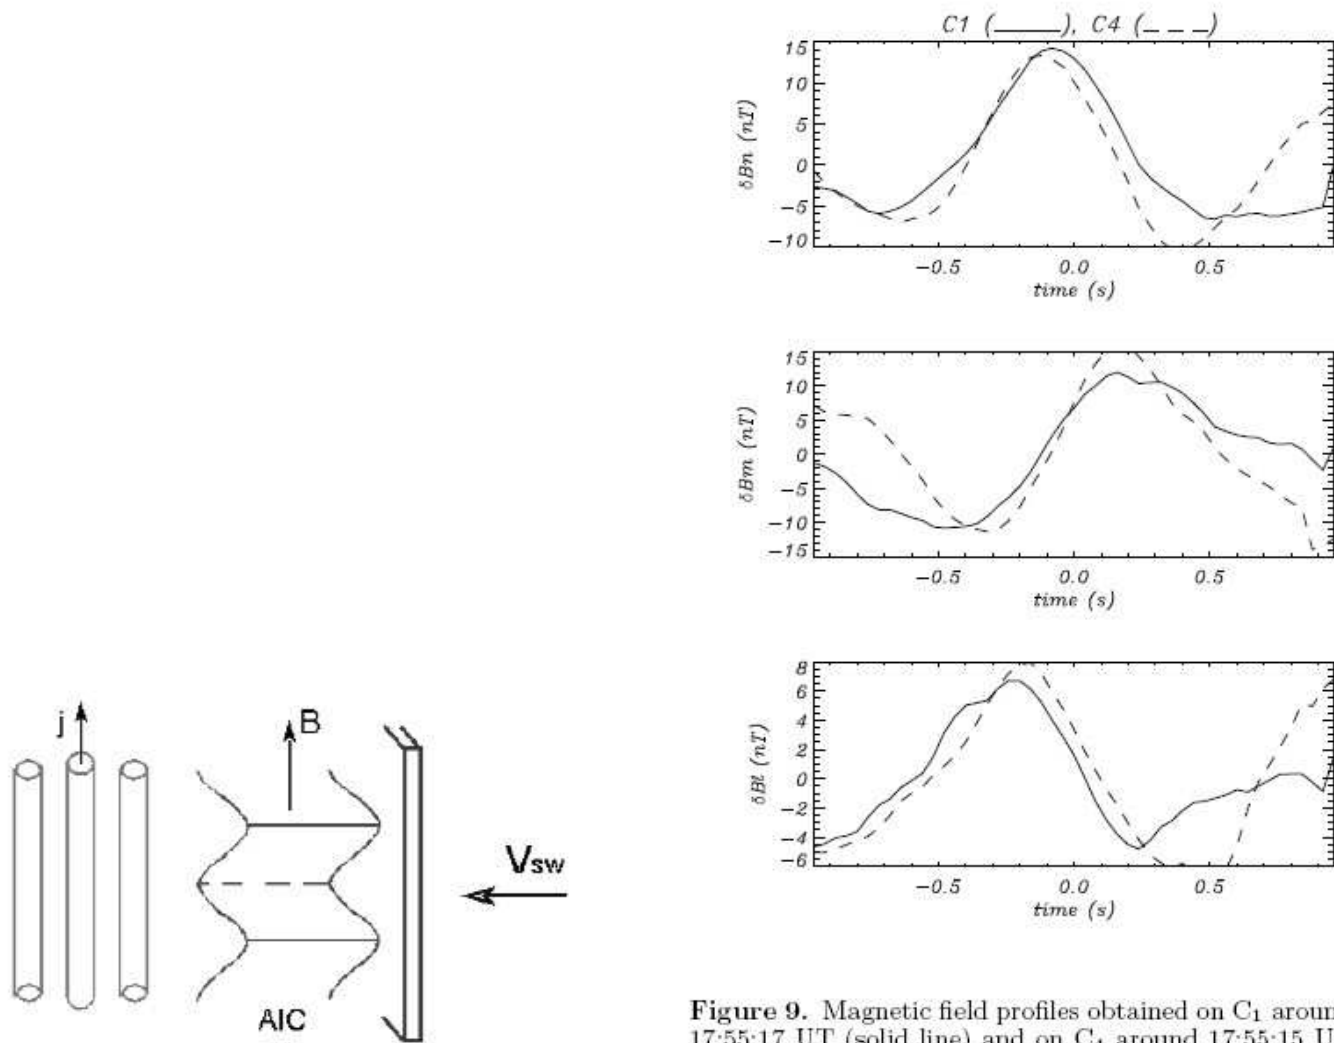 C1 (———), C4 (– – –)
15
10
5
0
−5
−10
δBn (nT)
−0.5 0.0 0.5
time (s)
15
10
5
0
−5
−10
−15
δBm (nT)
−0.5 0.0 0.5
time (s)
8
6
4
2
0
−2
−4
−6
δBl (nT)
−0.5 0.0 0.5
time (s)
j
B
Vsw
AIC
Figure 9. Magnetic field profiles obtained on C1 aroun
17:55:17 UT (solid line) and on C4 around 17:55:15 U